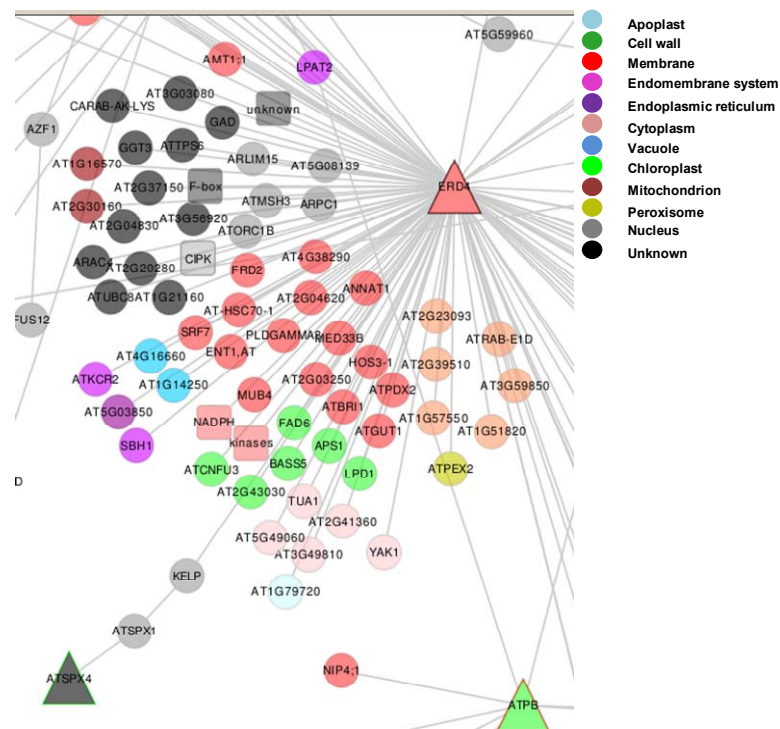 AT5G59960
AMT1;1
LPAT2
AT3G03080
CARAB-AK-LYS
unknown
GAD
AZF1
GGT3
ATTPS6
ARLIM15
AT5G08139
AT1G16570
AT2G37150
F-box
ERD4
AT2G30160
ATMSH3
ARPC1
AT2G04830
AT3G56920
ATORC1B
ARAC4
AT2G20280
CIPK
FRD2
AT4G38290
ATUBC8
AT1G21160
AT2G04620
ANNAT1
AT-HSC70-1
FUS12
SRF7
PLDGAMMA2
MED33B
AT2G23093
ATRAB-E1D
AT4G16660
ENT1,AT
HOS3-1
AT2G39510
ATKCR2
AT1G14250
AT2G03250
ATPDX2
AT3G59850
MUB4
ATBRI1
AT5G03850
NADPH
FAD6
ATGUT1
AT1G57550
AT1G51820
SBH1
kinases
APS1
ATCNFU3
BASS5
LPD1
ATPEX2
D
AT2G43030
TUA1
AT2G41360
AT5G49060
AT3G49810
YAK1
KELP
AT1G79720
ATSPX1
ATSPX4
NIP4;1
ATPB
Apoplast
Cell wall
Membrane
Endomembrane system
Endoplasmic reticulum
Cytoplasm
Vacuole
Chloroplast
Mitochondrion
Peroxisome
Nucleus
Unknown